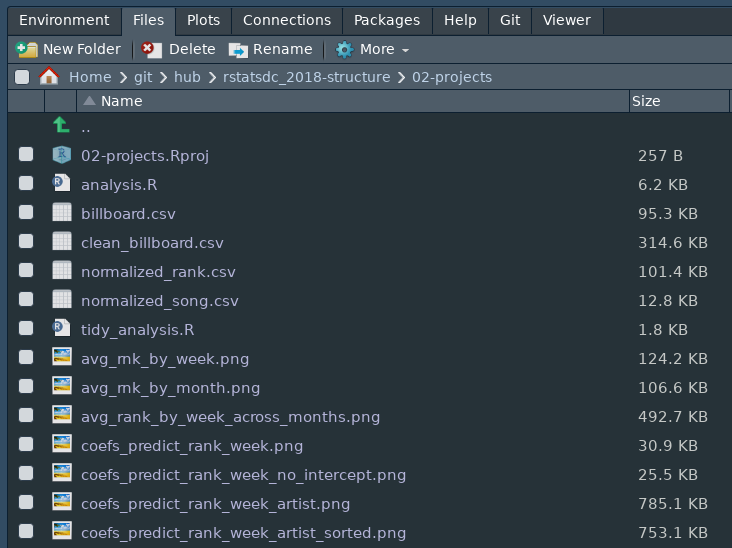 Environment Files Plots Connections Packages Help Git Viewer
New Folder Delete Rename More
Home git hub rstatsdc_2018-structure 02-projects
Name Size
..
02-projects.Rproj 257 B
analysis.R 6.2 KB
billboard.csv 95.3 KB
clean_billboard.csv 314.6 KB
normalized_rank.csv 101.4 KB
normalized_song.csv 12.8 KB
tidy_analysis.R 1.8 KB
avg_rnk_by_week.png 124.2 KB
avg_rnk_by_month.png 106.6 KB
avg_rank_by_week_across_months.png 492.7 KB
coefs_predict_rank_week.png 30.9 KB
coefs_predict_rank_week_no_intercept.png 25.5 KB
coefs_predict_rank_week_artist.png 785.1 KB
coefs_predict_rank_week_artist_sorted.png 753.1 KB